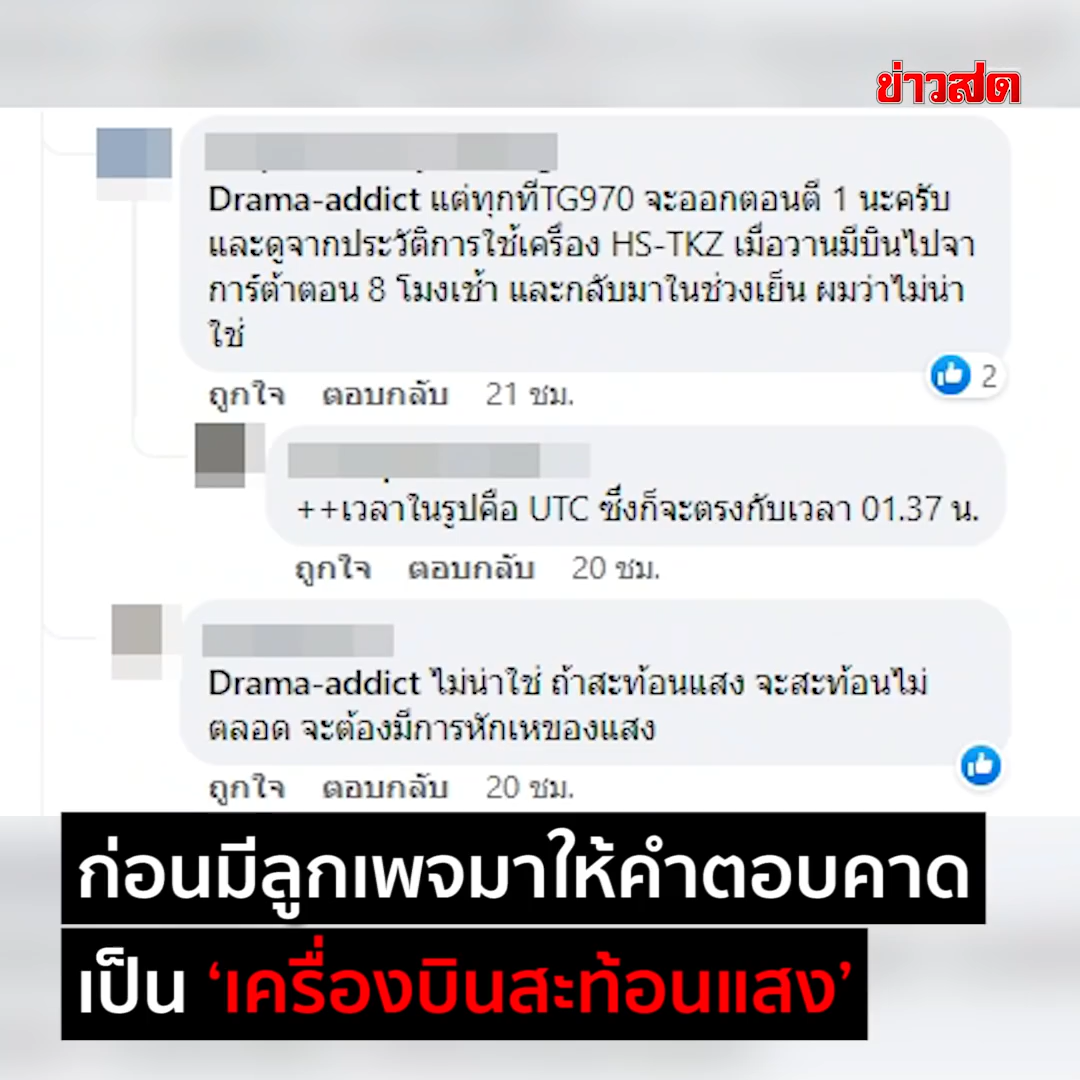 ข่าวสด
Drama-addict แต่ทุกทีTG970 จะออกตอนตี 1 นะครับ
และดูจากประวัติการใช้เครื่อง HS-TKZ เมื่อวานมีบินไปจา
การ์ต้าตอน 8 โมงเช้า และกลับมาในช่วงเย็น ผมว่าไม่น่า
ใช่
2
ถูกใจ ตอบกลับ 21 ชม.
++เวลาในรูปคือ UTC ซึ่งก็จะตรงกับเวลา 01.37 น.
ถูกใจ ตอบกลับ 20 ชม.
Drama-addict ไม่น่าใช่ ถ้าสะท้อนแสง จะสะท้อนไม่
ตลอด จะต้องมีการหักเหของแสง
ถูกใจ ตอบกลับ 20 ชม.
ก่อนมีลูกเพจมาให้คำตอบคาด
เป็น ‘เครื่องบินสะท้อนแสง’